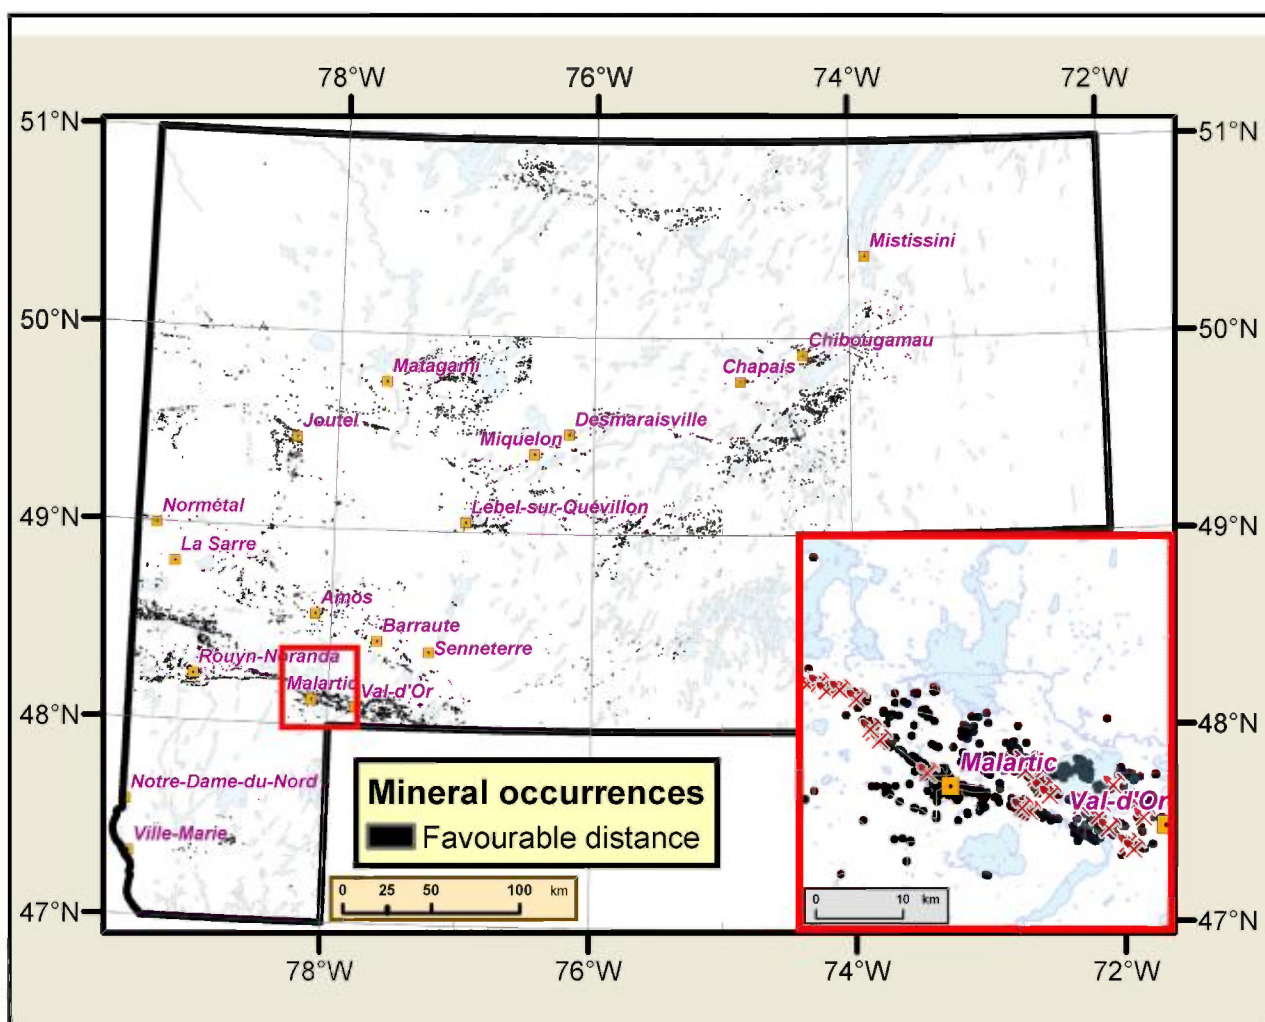 78°W 76°W 74°W 72°W
51°N 51°N
Mistissini
50°N 50°N
Chibougamau
Matagami Chapais
Joutel Desmaraisville
Miquelon
Normétal Lebel-sur-Quévillon
49°N 49°N
La Sarre
Amos
Barraute
Rouyn-Noranda Senneterre
Malartic Val-d'Or
48°N 48°N
Malartic
Notre-Dame-du-Nord
Mineral occurrences
Val-d'Or
Ville-Marie
Favourable distance
0 25 50 100 km
0 10 km
47°N 47°N
78°W 76°W 74°W 72°W